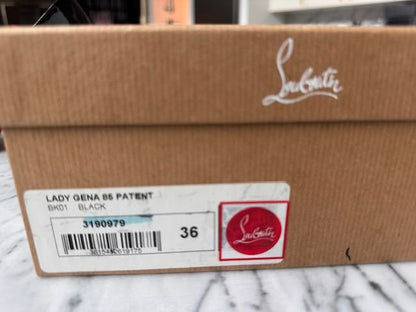 Louboutin
LADY GENA 85 PATENT
BK01 BLACK
3190979
36
Louboutin